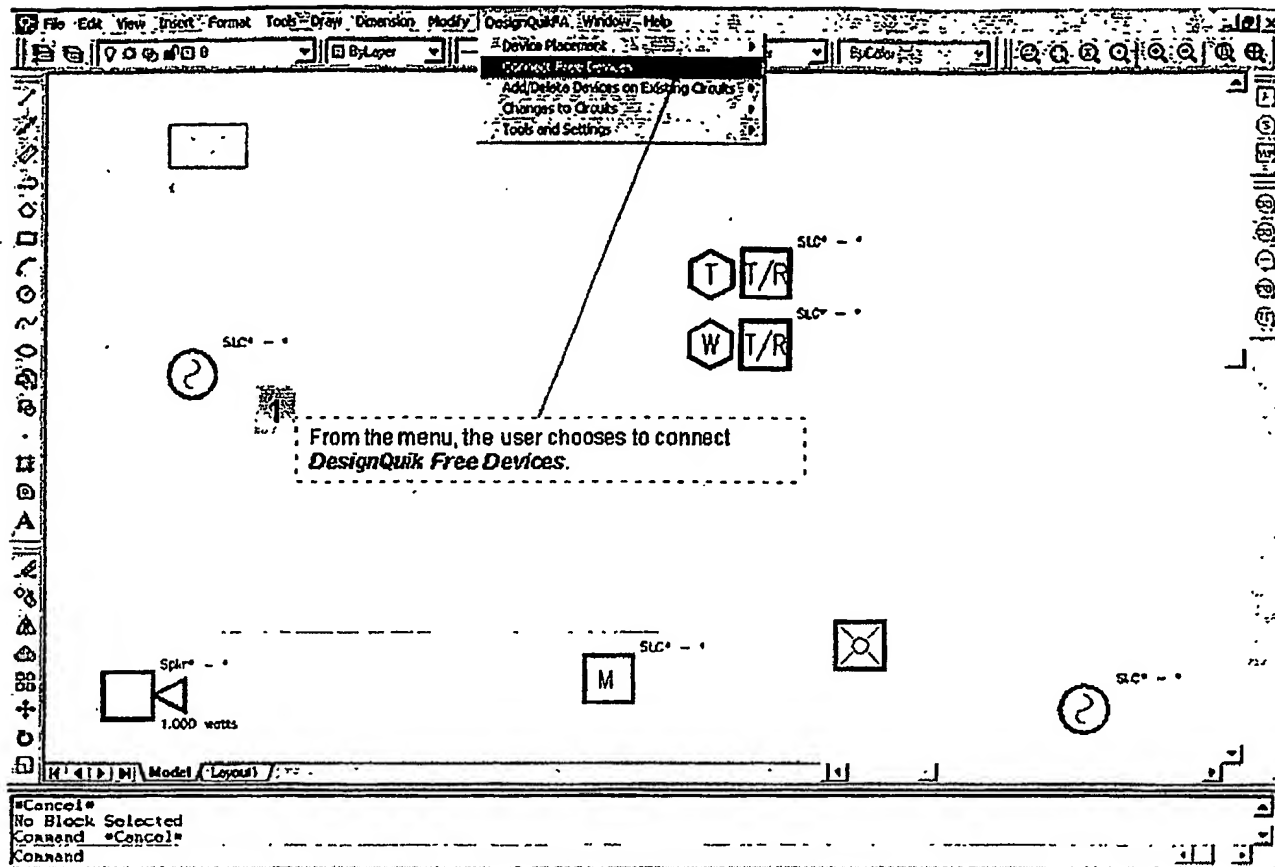 File Edit View Insert Format Tools Draw Dimension Modify DesignQuikFA Window Help
0 ByLayer ByColor
Device Placement
Connect Free Devices
Add/Delete Devices on Existing Circuits
Changes to Circuits
Tools and Settings
SLC* - *
T T/R
SLC* - *
W T/R
SLC* - *
1
From the menu, the user chooses to connect
DesignQuik Free Devices.
Spkr* - *
1.000 watts
SLC* - *
M
SLC* - *
Model Layout1
*Cancel*
No Block Selected
Command *Cancel*
Command